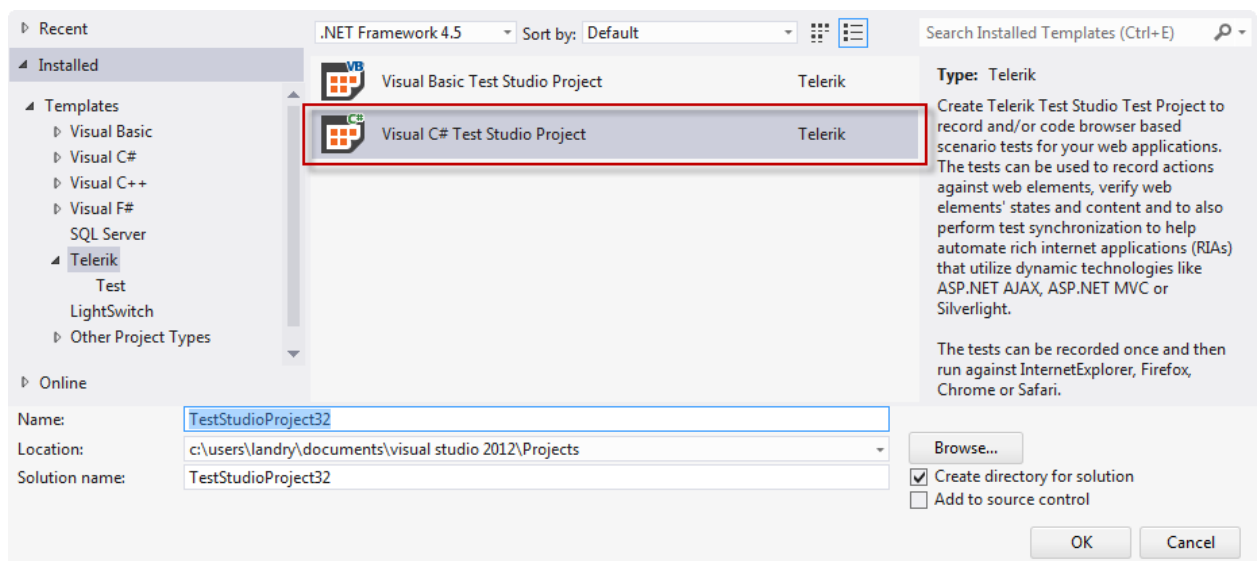 Recent
.NET Framework 4.5 Sort by: Default
Search Installed Templates (Ctrl+E)
Installed
Templates
Visual Basic
Visual C#
Visual C++
Visual F#
SQL Server
Telerik
Test
LightSwitch
Other Project Types
Online
VB
Visual Basic Test Studio Project Telerik
C#
Visual C# Test Studio Project Telerik
Type: Telerik
Create Telerik Test Studio Test Project to
record and/or code browser based
scenario tests for your web applications.
The tests can be used to record actions
against web elements, verify web
elements' states and content and to also
perform test synchronization to help
automate rich internet applications (RIAs)
that utilize dynamic technologies like
ASP.NET AJAX, ASP.NET MVC or
Silverlight.
The tests can be recorded once and then
run against InternetExplorer, Firefox,
Chrome or Safari.
Name: TestStudioProject32
Location: c:\users\landry\documents\visual studio 2012\Projects
Browse...
Solution name: TestStudioProject32
Create directory for solution
Add to source control
OK Cancel